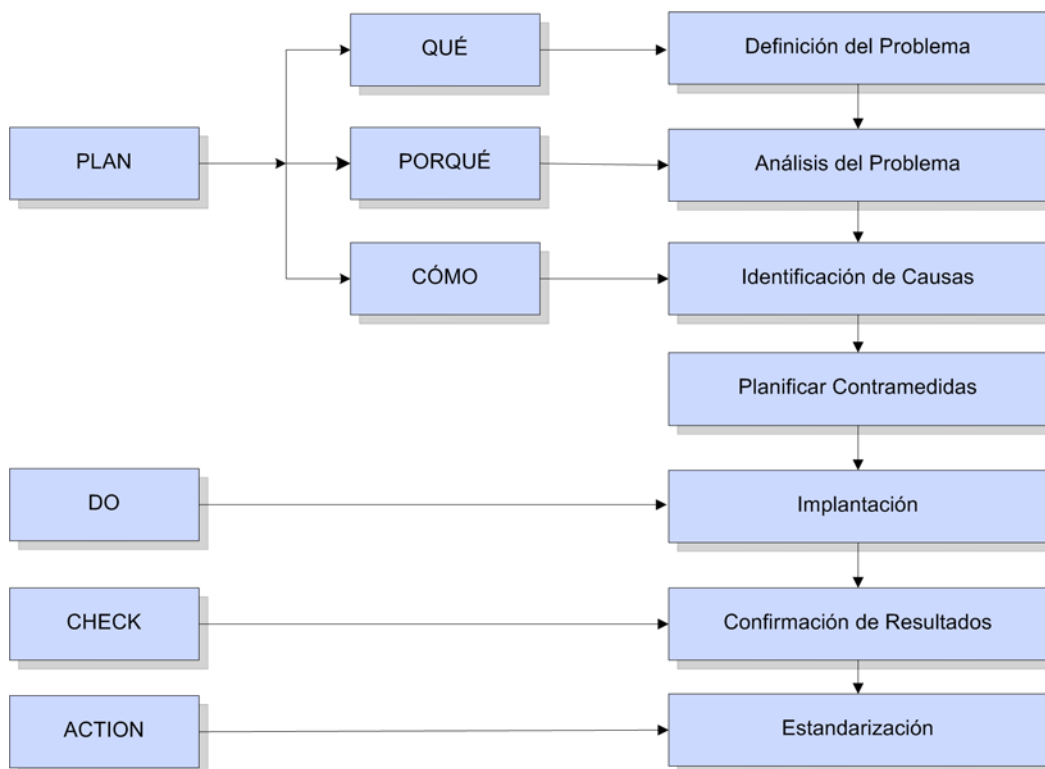 QUÉ
Definición del Problema
PLAN
PORQUÉ
Análisis del Problema
CÓMO
Identificación de Causas
Planificar Contramedidas
DO
Implantación
CHECK
Confirmación de Resultados
ACTION
Estandarización